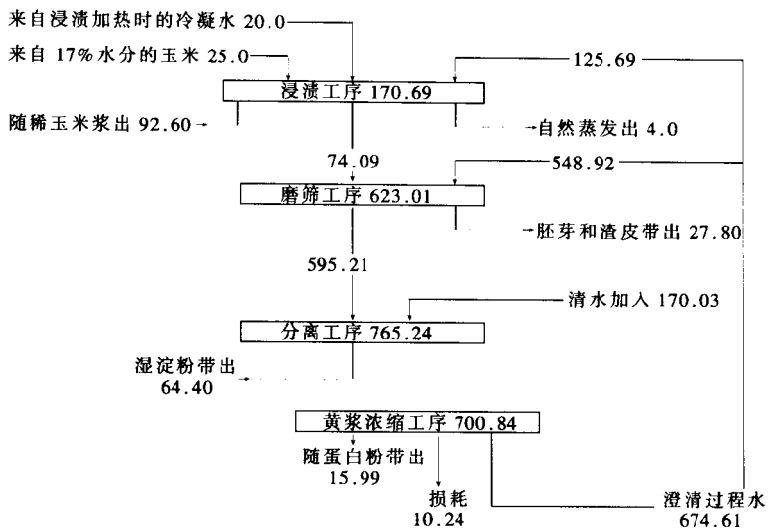 来自浸渍加热时的冷凝水 20.0
来自 17%水分的玉米 25.0
125.69
浸渍工序 170.69
随稀玉米浆出 92.60
自然蒸发出 4.0
74.09
548.92
磨筛工序 623.01
胚芽和渣皮带出 27.80
595.21
清水加入 170.03
分离工序 765.24
湿淀粉带出
64.40
黄浆浓缩工序 700.84
随蛋白粉带出
15.99
损耗
10.24
澄清过程水
674.61